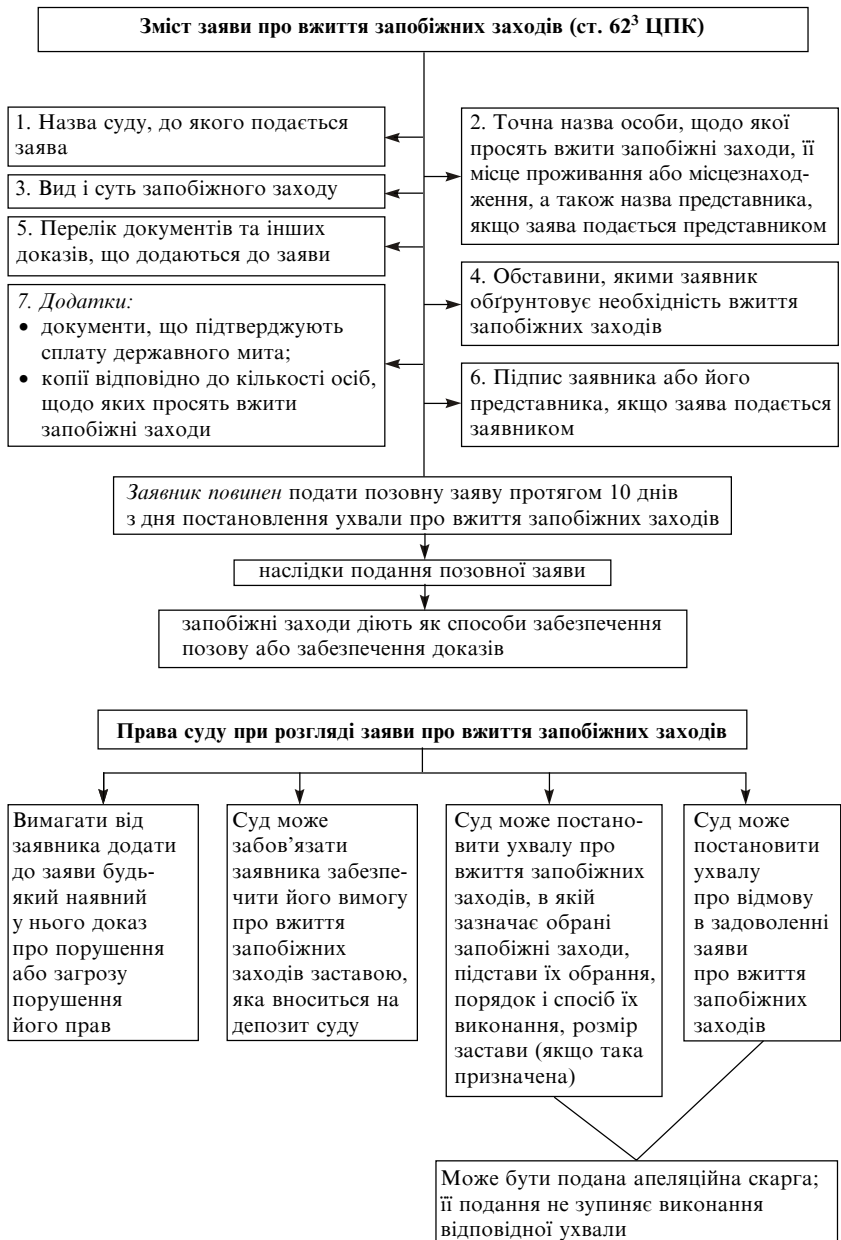 Зміст заяви про вжиття запобіжних заходів (ст. 62³ ЦПК)
1. Назва суду, до якого подається
заява
2. Точна назва особи, щодо якої
просять вжити запобіжні заходи, її
місце проживання або місцезнаход-
ження, а також назва представника,
якщо заява подається представником
3. Вид і суть запобіжного заходу
4. Обставини, якими заявник
обґрунтовує необхідність вжиття
запобіжних заходів
5. Перелік документів та інших
доказів, що додаються до заяви
6. Підпис заявника або його
представника, якщо заява подається
заявником
7. Додатки:
• документи, що підтверджують
сплату державного мита;
• копії відповідно до кількості осіб,
щодо яких просять вжити
запобіжні заходи
Заявник повинен подати позовну заяву протягом 10 днів
з дня постановлення ухвали про вжиття запобіжних заходів
наслідки подання позовної заяви
запобіжні заходи діють як способи забезпечення
позову або забезпечення доказів
Права суду при розгляді заяви про вжиття запобіжних заходів
Вимагати від
заявника додати
до заяви будь-
який наявний
у нього доказ
про порушення
або загрозу
порушення
його прав
Суд може
забов’язати
заявника забезпе-
чити його вимогу
про вжиття
запобіжних
заходів заставою,
яка вноситься на
депозит суду
Суд може постано-
вити ухвалу про
вжиття запобіжних
заходів, в якій
зазначає обрані
запобіжні заходи,
підстави їх обрання,
порядок і спосіб їх
виконання, розмір
застави (якщо така
призначена)
Суд може
постановити
ухвалу
про відмову
в задоволенні
заяви
про вжиття
запобіжних
заходів
Може бути подана апеляційна скарга;
її подання не зупиняє виконання
відповідної ухвали